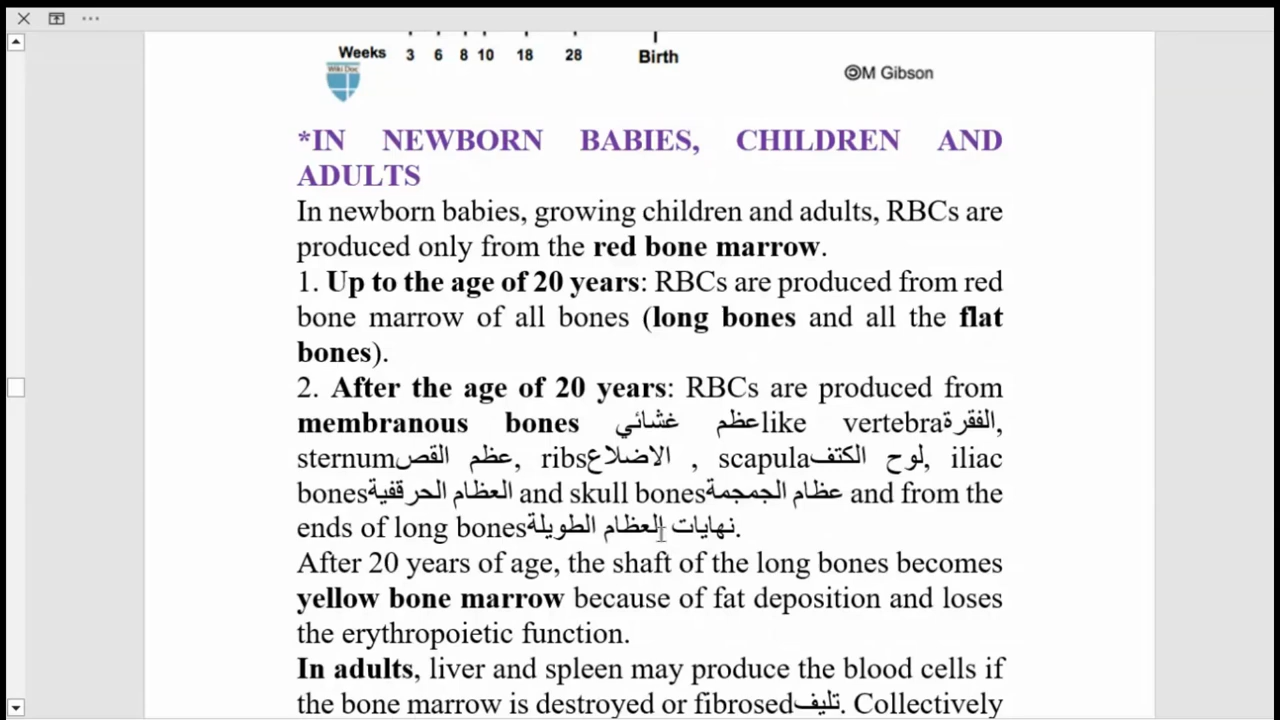 Weeks 3 6 8 10 18 28 Birth
Wiki Doc
©M Gibson
*IN NEWBORN BABIES, CHILDREN AND
ADULTS
In newborn babies, growing children and adults, RBCs are
produced only from the red bone marrow.
1. Up to the age of 20 years: RBCs are produced from red
bone marrow of all bones (long bones and all the flat
bones).
2. After the age of 20 years: RBCs are produced from
membranous bones عظم غشائي like vertebra الفقرة,
sternum عظم القص, ribs الاضلاع , scapula لوح الكتف, iliac
bones العظام الحرقفية and skull bones عظام الجمجمة and from the
ends of long bones نهايات العظام الطويلة.
After 20 years of age, the shaft of the long bones becomes
yellow bone marrow because of fat deposition and loses
the erythropoietic function.
In adults, liver and spleen may produce the blood cells if
the bone marrow is destroyed or fibrosed تليف. Collectively